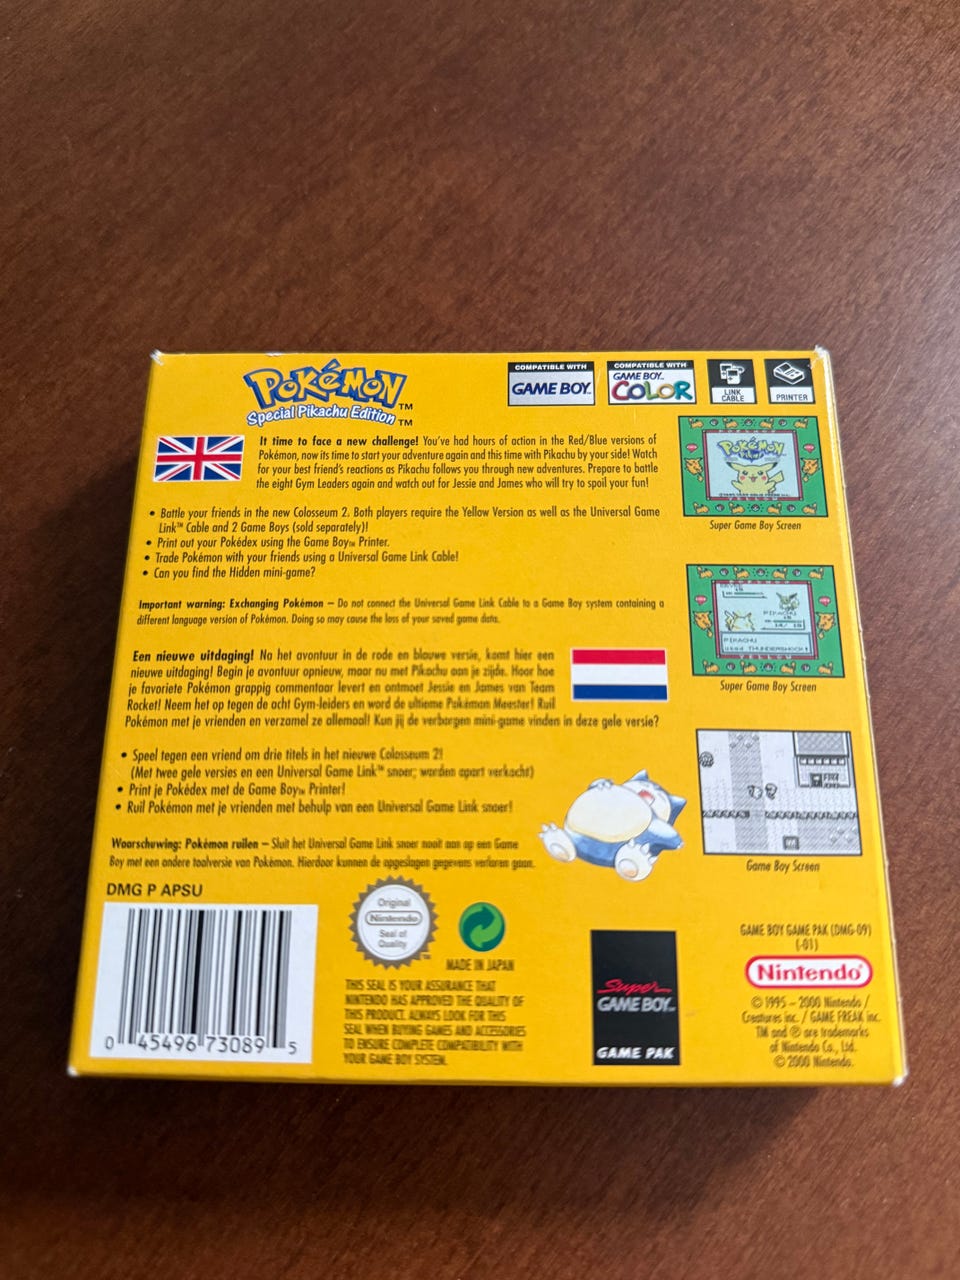 POKéMON™
Special Pikachu Edition™
COMPATIBLE WITH
GAME BOY™
COMPATIBLE WITH
GAME BOY™
COLOR
LINK
CABLE
PRINTER
It time to face a new challenge! You've had hours of action in the Red/Blue versions of
Pokémon, now its time to start your adventure again and this time with Pikachu by your side! Watch
for your best friend's reactions as Pikachu follows you through new adventures. Prepare to battle
the eight Gym Leaders again and watch out for Jessie and James who will try to spoil your fun!
• Battle your friends in the new Colosseum 2. Both players require the Yellow Version as well as the Universal Game
Link™ Cable and 2 Game Boys (sold separately)!
• Print out your Pokédex using the Game Boy™ Printer.
• Trade Pokémon with your friends using a Universal Game Link Cable!
• Can you find the Hidden mini-game?
Important warning: Exchanging Pokémon – Do not connect the Universal Game Link Cable to a Game Boy system containing a
different language version of Pokémon. Doing so may cause the loss of your saved game data.
Een nieuwe uitdaging! Na het avontuur in de rode en blauwe versie, komt hier een
nieuwe uitdaging! Begin je avontuur opnieuw, maar nu met Pikachu aan je zijde. Hoor hoe
je favoriete Pokémon grappig commentaar levert en ontmoet Jessie en James van Team
Rocket! Neem het op tegen de acht Gym-leiders en word de ultieme Pokémon Meester! Ruil
Pokémon met je vrienden en verzamel ze allemaal! Kun jij de verborgen mini-game vinden in deze gele versie?
• Speel tegen een vriend om drie titels in het nieuwe Colosseum 2!
(Met twee gele versies en een Universal Game Link™ snoer; worden apart verkocht)
• Print je Pokédex met de Game Boy™ Printer!
• Ruil Pokémon met je vrienden met behulp van een Universal Game Link snoer!
Waarschuwing: Pokémon ruilen – Sluit het Universal Game Link snoer nooit aan op een Game
Boy met een andere taalversie van Pokémon. Hierdoor kunnen de opgeslagen gegevens verloren gaan.
POKéMON
Super Game Boy Screen
PIKACHU
PIKACHU
used THUNDERSHOCK!
YELLOW
Super Game Boy Screen
Game Boy Screen
DMG P APSU
0 45496 73089 5
Original
Nintendo
Seal of
Quality
™
MADE IN JAPAN
THIS SEAL IS YOUR ASSURANCE THAT
NINTENDO HAS APPROVED THE QUALITY OF
THIS PRODUCT. ALWAYS LOOK FOR THIS
SEAL WHEN BUYING GAMES AND ACCESSORIES
TO ENSURE COMPLETE COMPATIBILITY WITH
YOUR GAME BOY SYSTEM.
Super
GAME BOY™
GAME PAK
GAME BOY GAME PAK (DMG-09)
(-01)
Nintendo®
© 1995 – 2000 Nintendo /
Creatures inc. / GAME FREAK inc.
TM and ® are trademarks
of Nintendo Co., Ltd.
© 2000 Nintendo.